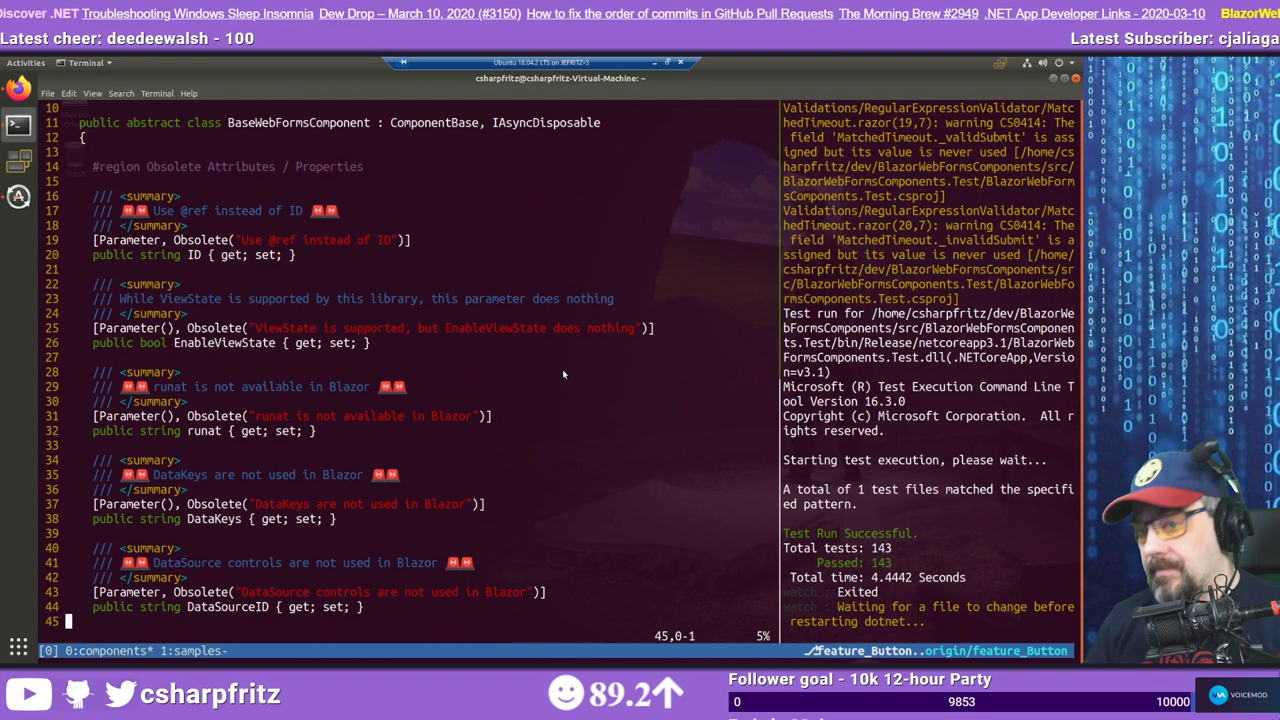 Discover .NET Troubleshooting Windows Sleep Insomnia Dew Drop – March 10, 2020 (#3150) How to fix the order of commits in GitHub Pull Requests The Morning Brew #2949 .NET App Developer Links - 2020-03-10 BlazorWeb
Latest cheer: deedeewalsh - 100
Latest Subscriber: cjaliaga
Activities Terminal
Ubuntu 18.04.2 LTS on JEFRITZ-3
csharpfritz@csharpfritz-Virtual-Machine: ~
File Edit View Search Terminal Help
10
11 public abstract class BaseWebFormsComponent : ComponentBase, IAsyncDisposable
12 {
13
14 #region Obsolete Attributes / Properties
15
16 /// <summary>
17 /// 🚨🚨 Use @ref instead of ID 🚨🚨
18 /// </summary>
19 [Parameter, Obsolete("Use @ref instead of ID")]
20 public string ID { get; set; }
21
22 /// <summary>
23 /// While ViewState is supported by this library, this parameter does nothing
24 /// </summary>
25 [Parameter(), Obsolete("ViewState is supported, but EnableViewState does nothing")]
26 public bool EnableViewState { get; set; }
27
28 /// <summary>
29 /// 🚨🚨 runat is not available in Blazor 🚨🚨
30 /// </summary>
31 [Parameter(), Obsolete("runat is not available in Blazor")]
32 public string runat { get; set; }
33
34 /// <summary>
35 /// 🚨🚨 DataKeys are not used in Blazor 🚨🚨
36 /// </summary>
37 [Parameter(), Obsolete("DataKeys are not used in Blazor")]
38 public string DataKeys { get; set; }
39
40 /// <summary>
41 /// 🚨🚨 DataSource controls are not used in Blazor 🚨🚨
42 /// </summary>
43 [Parameter, Obsolete("DataSource controls are not used in Blazor")]
44 public string DataSourceID { get; set; }
45
45,0-1 5%
Validations/RegularExpressionValidator/Matc
hedTimeout.razor(19,7): warning CS0414: The
field 'MatchedTimeout._validSubmit' is ass
igned but its value is never used [/home/cs
harpfritz/dev/BlazorWebFormsComponents/src/
BlazorWebFormsComponents.Test/BlazorWebForm
sComponents.Test.csproj]
Validations/RegularExpressionValidator/Matc
hedTimeout.razor(20,7): warning CS0414: The
field 'MatchedTimeout._invalidSubmit' is a
ssigned but its value is never used [/home/
csharpfritz/dev/BlazorWebFormsComponents/sr
c/BlazorWebFormsComponents.Test/BlazorWebFo
rmsComponents.Test.csproj]
Test run for /home/csharpfritz/dev/BlazorWe
bFormsComponents/src/BlazorWebFormsComponen
ts.Test/bin/Release/netcoreapp3.1/BlazorWeb
FormsComponents.Test.dll(.NETCoreApp,Versio
n=v3.1)
Microsoft (R) Test Execution Command Line T
ool Version 16.3.0
Copyright (c) Microsoft Corporation. All r
ights reserved.
Starting test execution, please wait...
A total of 1 test files matched the specifi
ed pattern.
Test Run Successful.
Total tests: 143
Passed: 143
Total time: 4.4442 Seconds
watch : Exited
watch : Waiting for a file to change before
restarting dotnet...
[0] 0:components* 1:samples-
feature_Button..origin/feature_Button
csharpfritz
89.2
Follower goal - 10k 12-hour Party
0 9853 10000
VOICEMOD